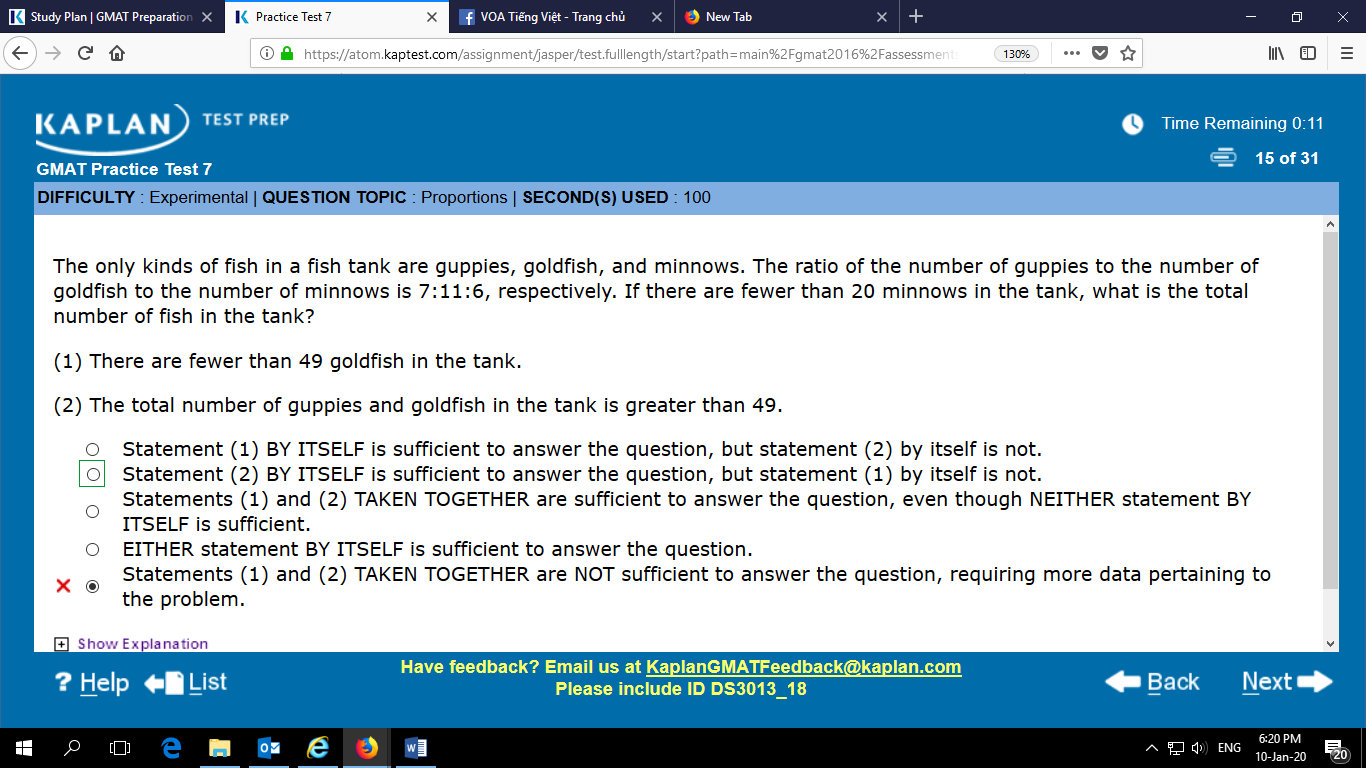 Study Plan | GMAT Preparation
Practice Test 7
VOA Tiếng Việt - Trang chủ
New Tab
https://atom.kaptest.com/assignment/jasper/test.fulllength/start?path=main%2Fgmat2016%2Fassessment
130%
KAPLAN TEST PREP
Time Remaining 0:11
15 of 31
GMAT Practice Test 7
DIFFICULTY : Experimental | QUESTION TOPIC : Proportions | SECOND(S) USED : 100
The only kinds of fish in a fish tank are guppies, goldfish, and minnows. The ratio of the number of guppies to the number of
goldfish to the number of minnows is 7:11:6, respectively. If there are fewer than 20 minnows in the tank, what is the total
number of fish in the tank?
(1) There are fewer than 49 goldfish in the tank.
(2) The total number of guppies and goldfish in the tank is greater than 49.
Statement (1) BY ITSELF is sufficient to answer the question, but statement (2) by itself is not.
Statement (2) BY ITSELF is sufficient to answer the question, but statement (1) by itself is not.
Statements (1) and (2) TAKEN TOGETHER are sufficient to answer the question, even though NEITHER statement BY
ITSELF is sufficient.
EITHER statement BY ITSELF is sufficient to answer the question.
Statements (1) and (2) TAKEN TOGETHER are NOT sufficient to answer the question, requiring more data pertaining to
the problem.
Show Explanation
? Help
List
Have feedback? Email us at KaplanGMATFeedback@kaplan.com
Please include ID DS3013_18
Back
Next
ENG
6:20 PM
10-Jan-20
20